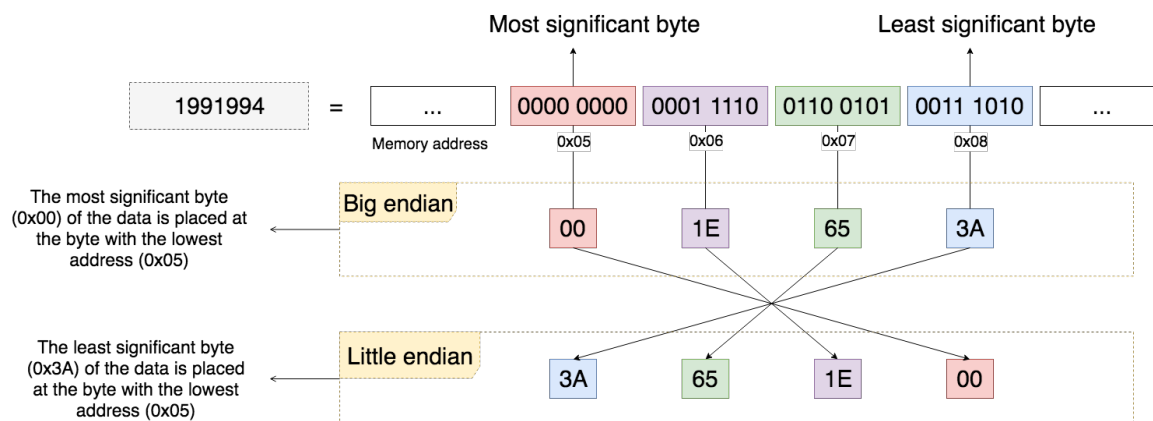 Most significant byte
Least significant byte
1991994
=
...
0000 0000
0001 1110
0110 0101
0011 1010
...
Memory address
0x05
0x06
0x07
0x08
The most significant byte
(0x00) of the data is placed at
the byte with the lowest
address (0x05)
Big endian
00
1E
65
3A
The least significant byte
(0x3A) of the data is placed
at the byte with the lowest
address (0x05)
Little endian
3A
65
1E
00